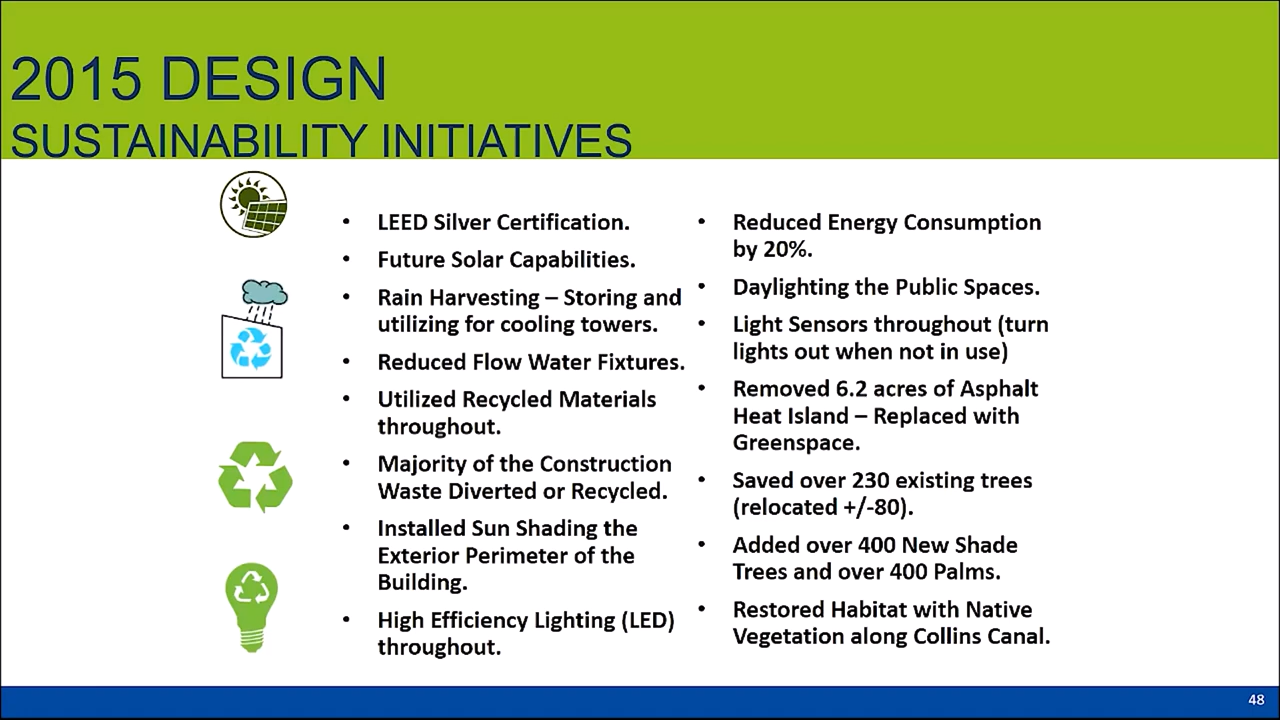 2015 DESIGN
SUSTAINABILITY INITIATIVES
• LEED Silver Certification.
• Future Solar Capabilities.
• Rain Harvesting – Storing and
utilizing for cooling towers.
• Reduced Flow Water Fixtures.
• Utilized Recycled Materials
throughout.
• Majority of the Construction
Waste Diverted or Recycled.
• Installed Sun Shading the
Exterior Perimeter of the
Building.
• High Efficiency Lighting (LED)
throughout.
• Reduced Energy Consumption
by 20%.
• Daylighting the Public Spaces.
• Light Sensors throughout (turn
lights out when not in use)
• Removed 6.2 acres of Asphalt
Heat Island – Replaced with
Greenspace.
• Saved over 230 existing trees
(relocated +/-80).
• Added over 400 New Shade
Trees and over 400 Palms.
• Restored Habitat with Native
Vegetation along Collins Canal.
48